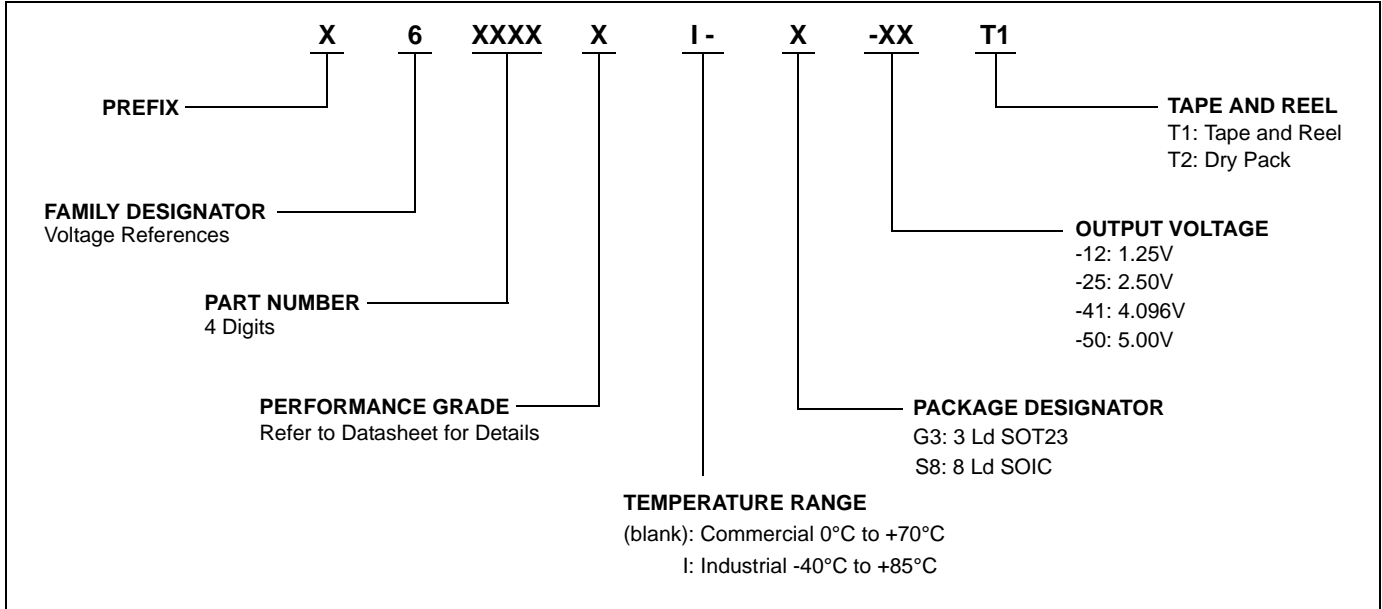 X 6 XXXX X I - X -XX T1
PREFIX
TAPE AND REEL
T1: Tape and Reel
T2: Dry Pack
FAMILY DESIGNATOR
Voltage References
OUTPUT VOLTAGE
-12: 1.25V
-25: 2.50V
-41: 4.096V
-50: 5.00V
PART NUMBER
4 Digits
PERFORMANCE GRADE
Refer to Datasheet for Details
PACKAGE DESIGNATOR
G3: 3 Ld SOT23
S8: 8 Ld SOIC
TEMPERATURE RANGE
(blank): Commercial 0°C to +70°C
I: Industrial -40°C to +85°C